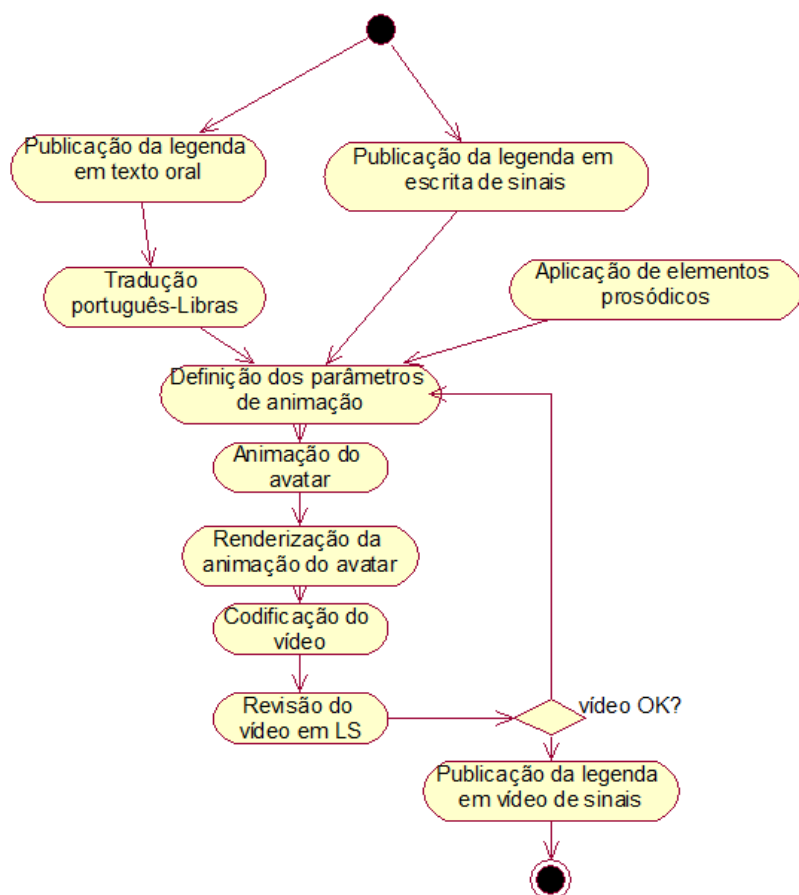 Publicação da legenda
em texto oral
Publicação da legenda em
escrita de sinais
Tradução
português-Libras
Aplicação de elementos
prosódicos
Definição dos parâmetros
de animação
Animação do
avatar
Renderização da
animação do avatar
Codificação do
vídeo
Revisão do
vídeo em LS
vídeo OK?
Publicação da legenda
em vídeo de sinais